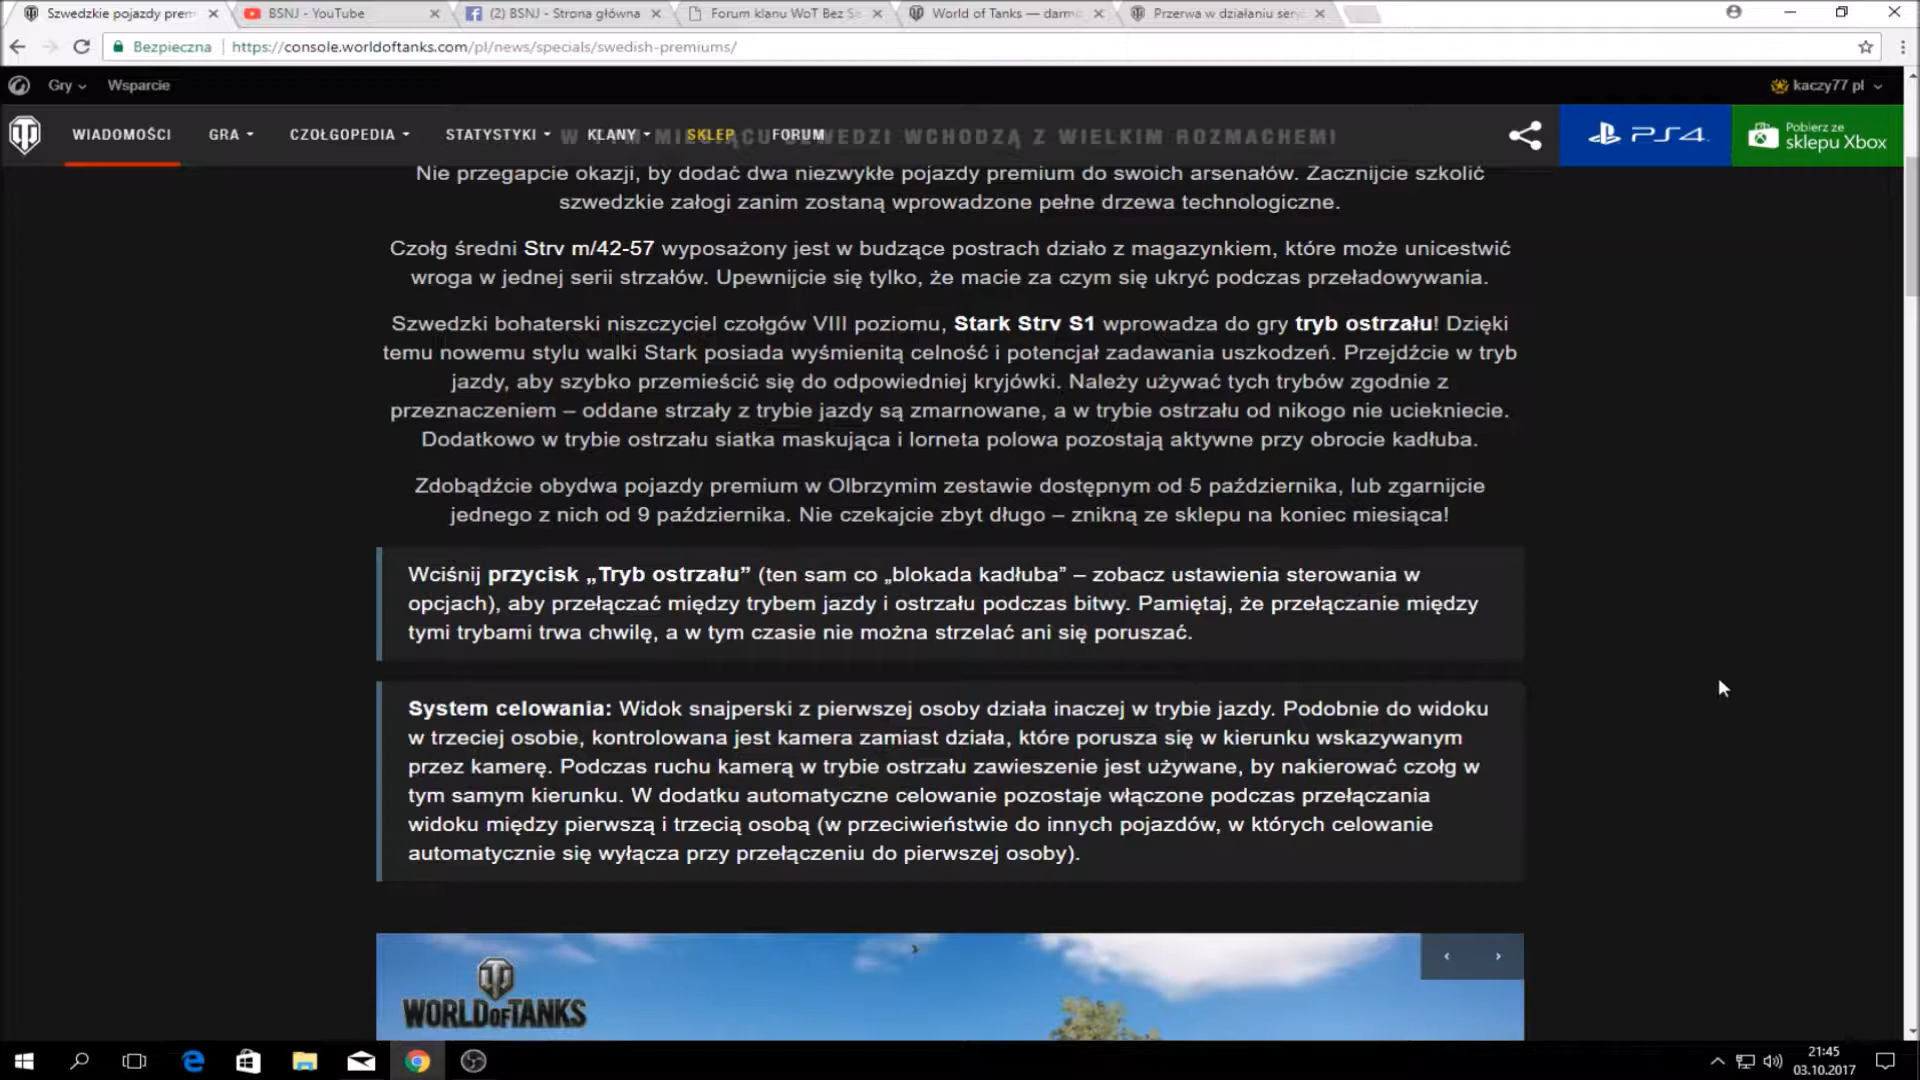 Szwedzkie pojazdy prem
BSNJ - YouTube
(2) BSNJ - Strona główna
Forum klanu WoT Bez S
World of Tanks — darm
Przerwa w działaniu ser
Bezpieczna
https://console.worldoftanks.com/pl/news/specials/swedish-premiums/
Gry
Wsparcie
kaczy77 pl
WIADOMOŚCI
GRA
CZOŁGOPEDIA
STATYSTYKI
KLANY
SKLEP
FORUM
W TYM MIESIĄCU SZWEDZI WCHODZĄ Z WIELKIM ROZMACHEM!
PS4
Pobierz ze
sklepu Xbox
Nie przegapcie okazji, by dodać dwa niezwykłe pojazdy premium do swoich arsenałów. Zacznijcie szkolić
szwedzkie załogi zanim zostaną wprowadzone pełne drzewa technologiczne.
Czołg średni Strv m/42-57 wyposażony jest w budzące postrach działo z magazynkiem, które może unicestwić
wroga w jednej serii strzałów. Upewnijcie się tylko, że macie za czym się ukryć podczas przeładowywania.
Szwedzki bohaterski niszczyciel czołgów VIII poziomu, Stark Strv S1 wprowadza do gry tryb ostrzału! Dzięki
temu nowemu stylu walki Stark posiada wyśmienitą celność i potencjał zadawania uszkodzeń. Przejdźcie w tryb
jazdy, aby szybko przemieścić się do odpowiedniej kryjówki. Należy używać tych trybów zgodnie z
przeznaczeniem – oddane strzały z trybie jazdy są zmarnowane, a w trybie ostrzału od nikogo nie uciekniecie.
Dodatkowo w trybie ostrzału siatka maskująca i lorneta polowa pozostają aktywne przy obrocie kadłuba.
Zdobądźcie obydwa pojazdy premium w Olbrzymim zestawie dostępnym od 5 października, lub zgarnijcie
jednego z nich od 9 października. Nie czekajcie zbyt długo – znikną ze sklepu na koniec miesiąca!
Wciśnij przycisk „Tryb ostrzału” (ten sam co „blokada kadłuba” – zobacz ustawienia sterowania w
opcjach), aby przełączać między trybem jazdy i ostrzału podczas bitwy. Pamiętaj, że przełączanie między
tymi trybami trwa chwilę, a w tym czasie nie można strzelać ani się poruszać.
System celowania: Widok snajperski z pierwszej osoby działa inaczej w trybie jazdy. Podobnie do widoku
w trzeciej osobie, kontrolowana jest kamera zamiast działa, które porusza się w kierunku wskazywanym
przez kamerę. Podczas ruchu kamerą w trybie ostrzału zawieszenie jest używane, by nakierować czołg w
tym samym kierunku. W dodatku automatyczne celowanie pozostaje włączone podczas przełączania
widoku między pierwszą i trzecią osobą (w przeciwieństwie do innych pojazdów, w których celowanie
automatycznie się wyłącza przy przełączeniu do pierwszej osoby).
WORLD OF TANKS
21:45
03.10.2017